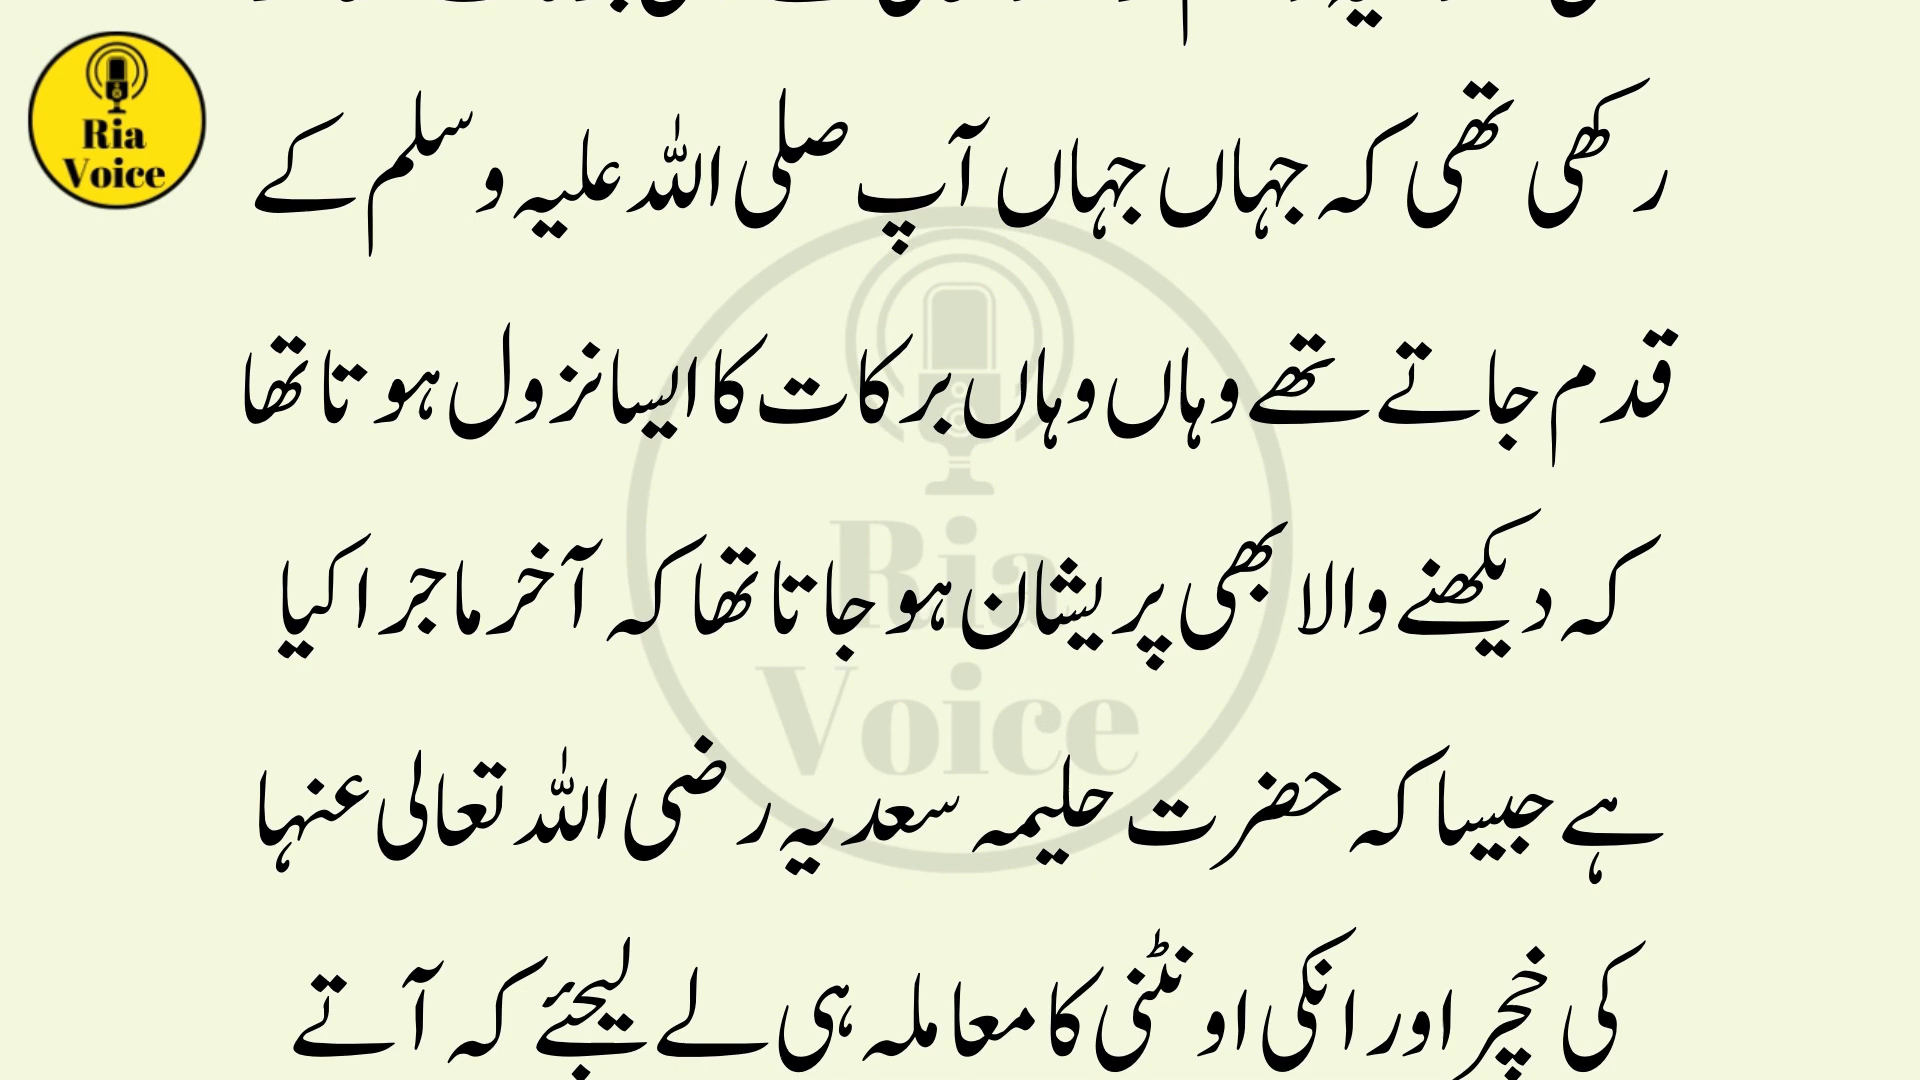 Ria
Voice
رکھی تھی کہ جہاں جہاں آپ صلی اللہ علیہ وسلم کے
قدم جاتے تھے وہاں وہاں برکات کا ایسا نزول ہوتا تھا
کہ دیکھنے والا بھی پریشان ہو جاتا تھا کہ آخر ماجرا کیا
ہے جیسا کہ حضرت حلیمہ سعدیہ رضی اللہ تعالی عنہا
کی خچر اور انکی اونٹنی کا معاملہ ہی لے لیجئے کہ آتے
Ria
Voice